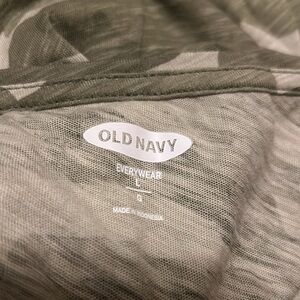 OLD NAVY
EVERYWEAR
L
G
MADE IN INDONESIA